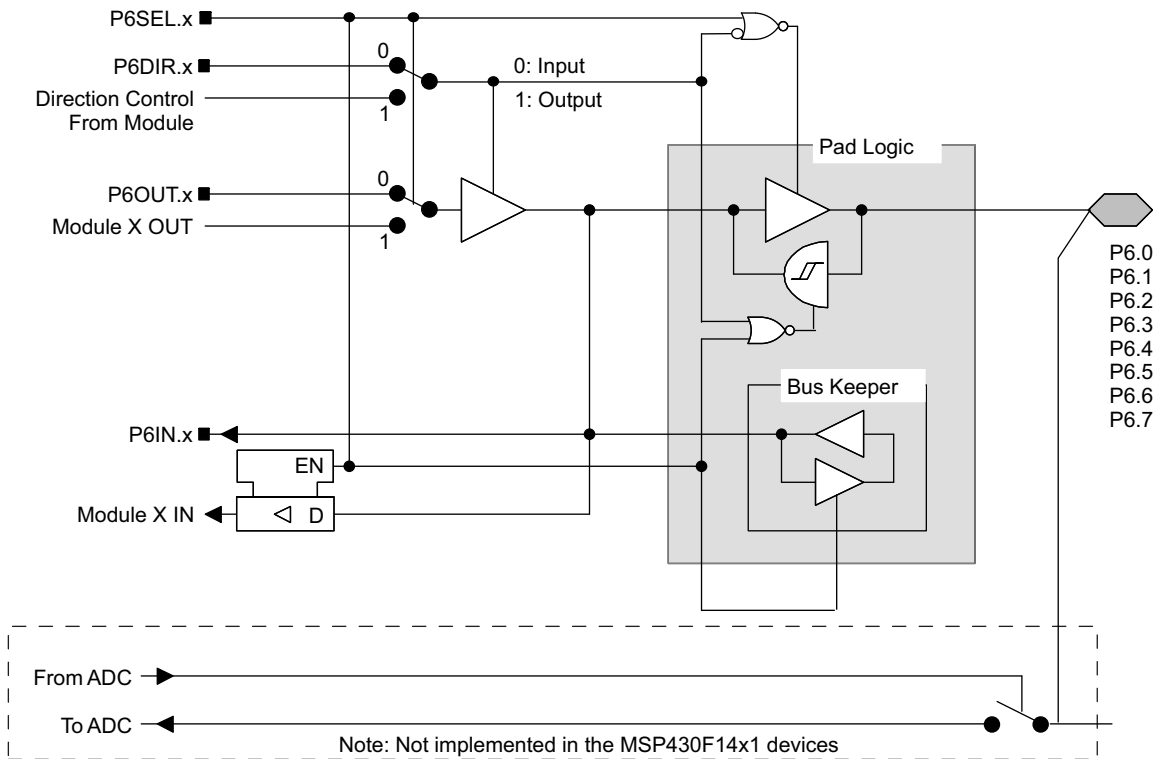 P6SEL.x
P6DIR.x
0
0: Input
Direction Control
From Module
1
1: Output
Pad Logic
P6OUT.x
0
Module X OUT
1
P6.0
P6.1
P6.2
P6.3
P6.4
P6.5
P6.6
P6.7
Bus Keeper
P6IN.x
EN
Module X IN
D
From ADC
To ADC
Note: Not implemented in the MSP430F14x1 devices